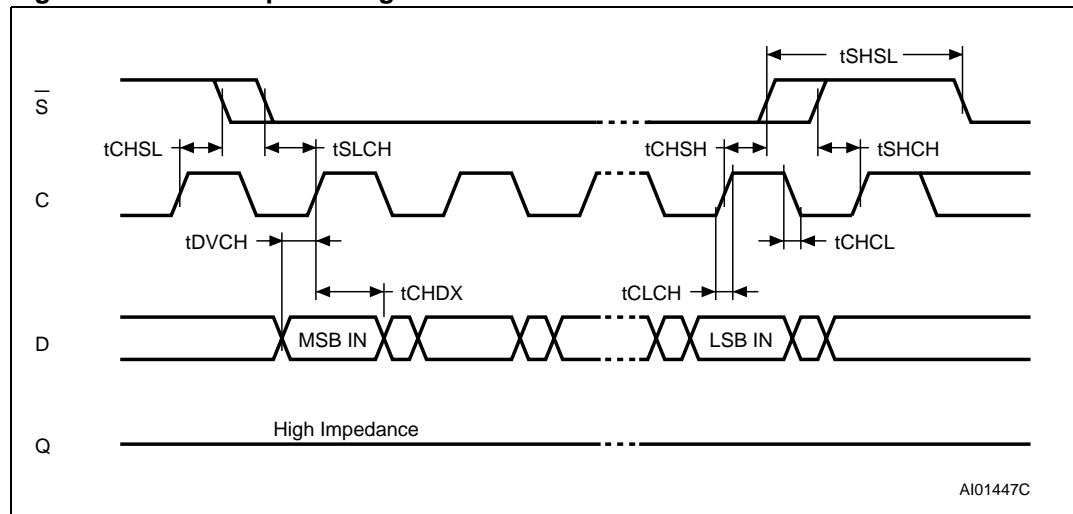 tSHSL
S
tCHSL
tSLCH
tCHSH
tSHCH
C
tDVCH
tCHCL
tCHDX
tCLCH
D
MSB IN
LSB IN
High Impedance
Q
AI01447C